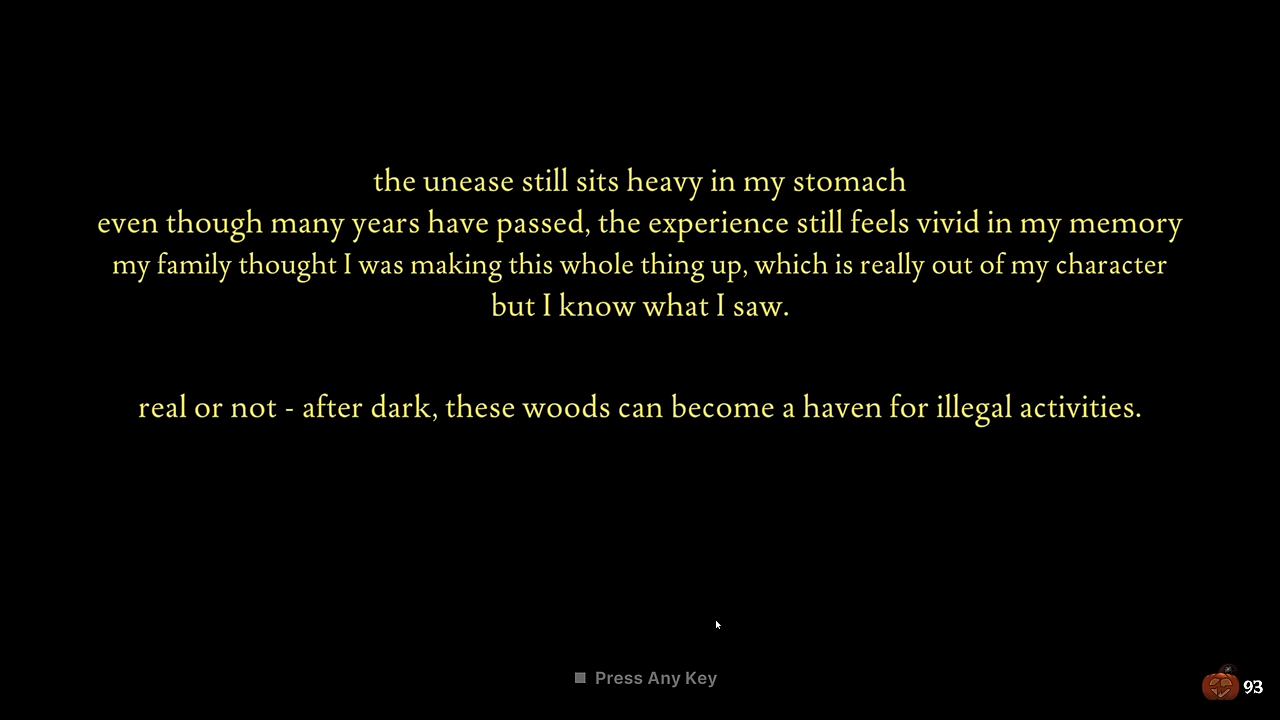 the unease still sits heavy in my stomach
even though many years have passed, the experience still feels vivid in my memory
my family thought I was making this whole thing up, which is really out of my character
but I know what I saw.
real or not - after dark, these woods can become a haven for illegal activities.
Press Any Key
93